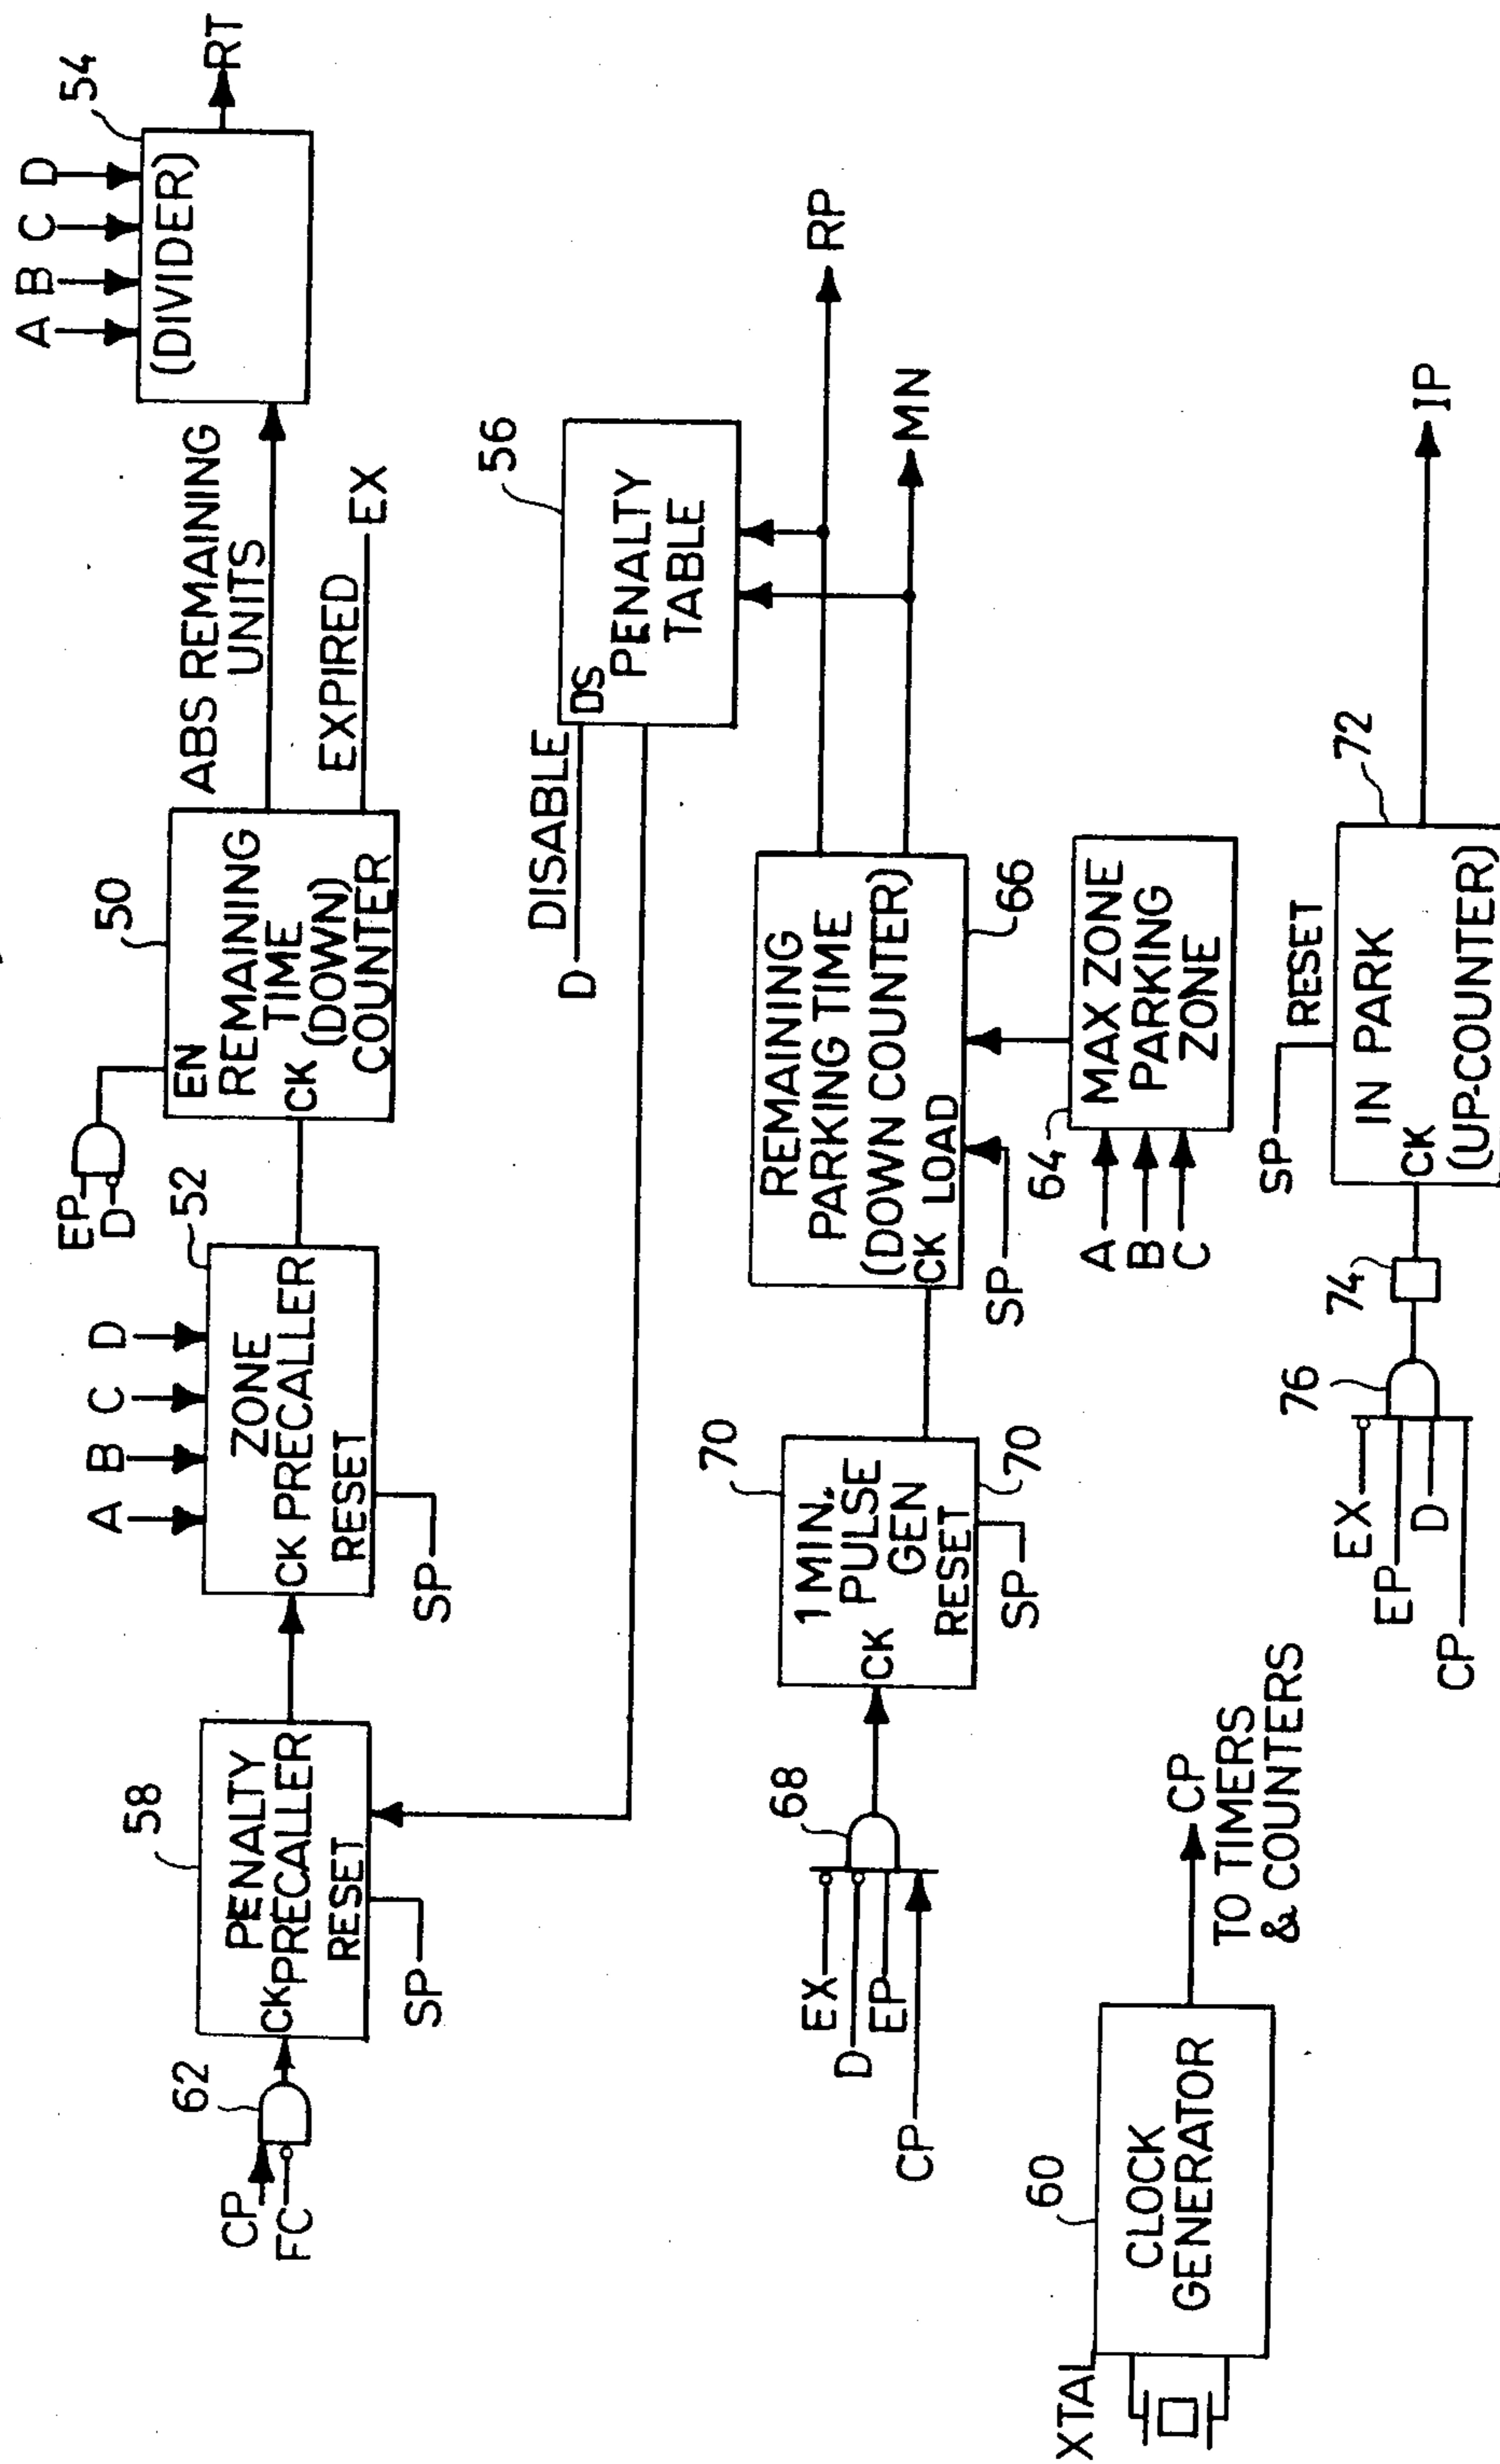 A B C D
54
(DIVIDER)
RT
ABS REMAINING
UNITS
EXPIRED
EX
50
EN
REMAINING
TIME
CK (DOWN)
COUNTER
EP
D
52
A B C D
ZONE
CK PRECALLER
RESET
SP
58
PENALTY
CKPRECALLER
RESET
SP
62
CP
FC
56
DS
PENALTY
TABLE
DISABLE
D
RP
MN
REMAINING
PARKING TIME
(DOWN COUNTER)
CK LOAD
66
SP
64
MAX ZONE
PARKING
ZONE
A
B
C
70
1 MIN.
PULSE
CK GEN
RESET
70
SP
68
EX
D
EP
CP
60
XTAL
CLOCK
GENERATOR
CP
TO TIMERS
& COUNTERS
72
IN PARK
CK
(UP-COUNTER)
IP
SP
RESET
74
76
EX
EP
D
CP